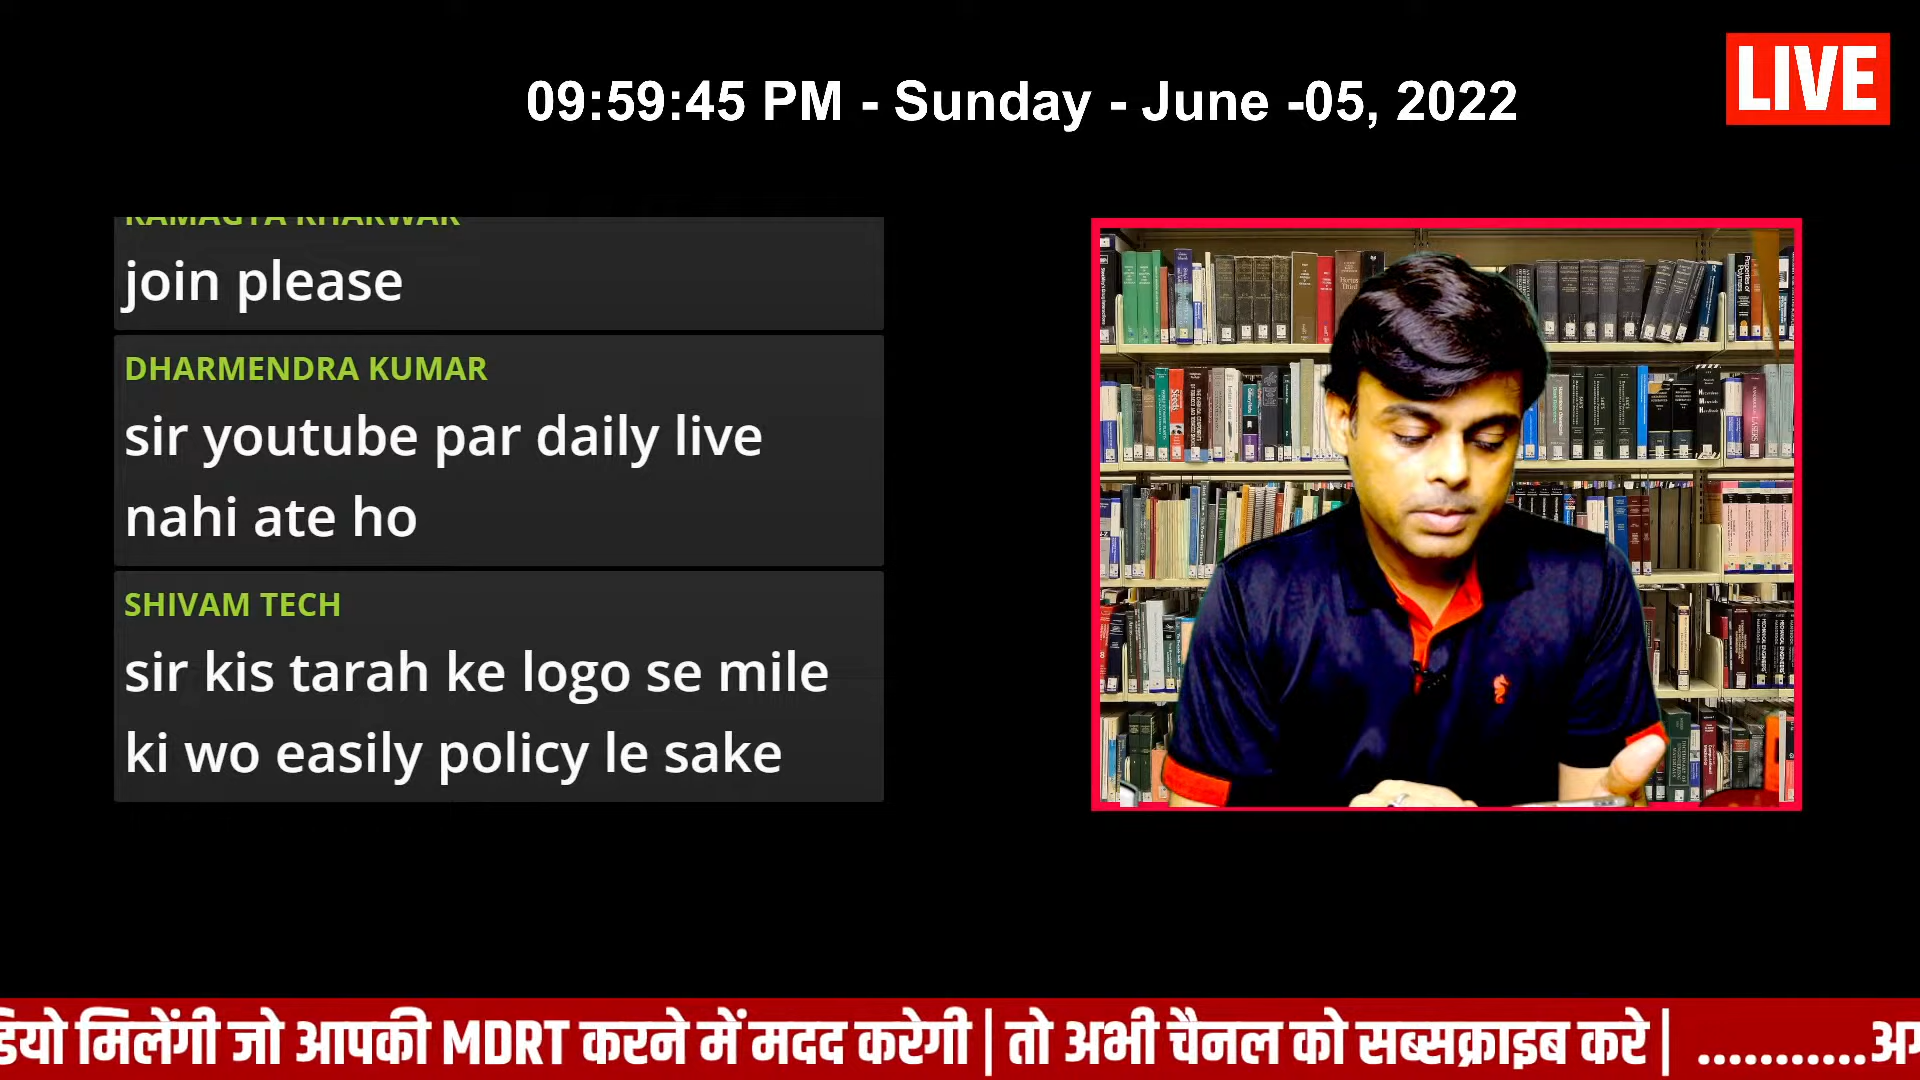 09:59:45 PM - Sunday - June -05, 2022
LIVE
RAMAGYA KHARWAR
join please
DHARMENDRA KUMAR
sir youtube par daily live
nahi ate ho
SHIVAM TECH
sir kis tarah ke logo se mile
ki wo easily policy le sake
मिलेंगी जो आपकी MDRT करने में मदद करेगी | तो अभी चैनल को सब्सक्राइब करे | ...........